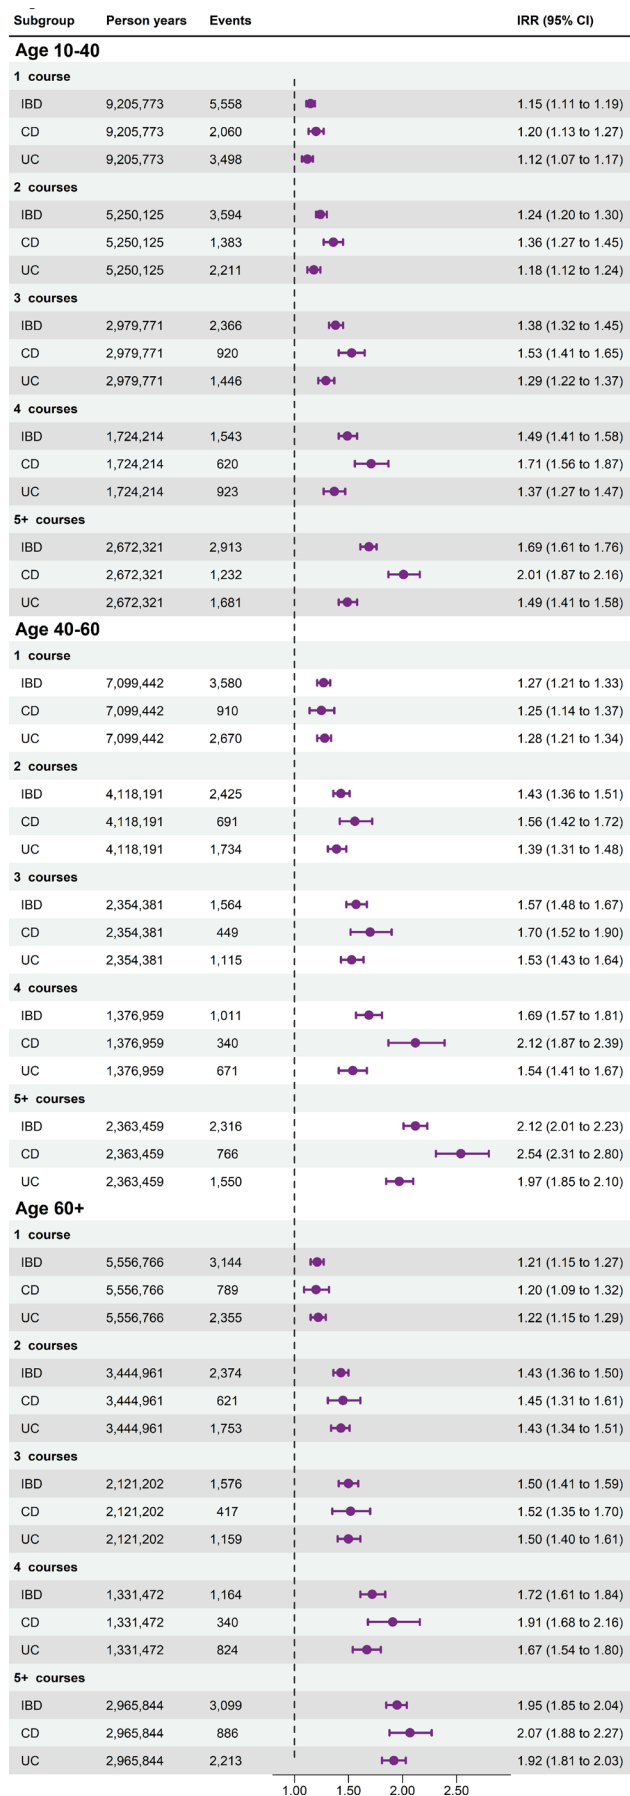 Subgroup Person years Events IRR (95% CI)
Age 10-40
1 course
IBD 9,205,773 5,558 1.15 (1.11 to 1.19)
CD 9,205,773 2,060 1.20 (1.13 to 1.27)
UC 9,205,773 3,498 1.12 (1.07 to 1.17)
2 courses
IBD 5,250,125 3,594 1.24 (1.20 to 1.30)
CD 5,250,125 1,383 1.36 (1.27 to 1.45)
UC 5,250,125 2,211 1.18 (1.12 to 1.24)
3 courses
IBD 2,979,771 2,366 1.38 (1.32 to 1.45)
CD 2,979,771 920 1.53 (1.41 to 1.65)
UC 2,979,771 1,446 1.29 (1.22 to 1.37)
4 courses
IBD 1,724,214 1,543 1.49 (1.41 to 1.58)
CD 1,724,214 620 1.71 (1.56 to 1.87)
UC 1,724,214 923 1.37 (1.27 to 1.47)
5+ courses
IBD 2,672,321 2,913 1.69 (1.61 to 1.76)
CD 2,672,321 1,232 2.01 (1.87 to 2.16)
UC 2,672,321 1,681 1.49 (1.41 to 1.58)
Age 40-60
1 course
IBD 7,099,442 3,580 1.27 (1.21 to 1.33)
CD 7,099,442 910 1.25 (1.14 to 1.37)
UC 7,099,442 2,670 1.28 (1.21 to 1.34)
2 courses
IBD 4,118,191 2,425 1.43 (1.36 to 1.51)
CD 4,118,191 691 1.56 (1.42 to 1.72)
UC 4,118,191 1,734 1.39 (1.31 to 1.48)
3 courses
IBD 2,354,381 1,564 1.57 (1.48 to 1.67)
CD 2,354,381 449 1.70 (1.52 to 1.90)
UC 2,354,381 1,115 1.53 (1.43 to 1.64)
4 courses
IBD 1,376,959 1,011 1.69 (1.57 to 1.81)
CD 1,376,959 340 2.12 (1.87 to 2.39)
UC 1,376,959 671 1.54 (1.41 to 1.67)
5+ courses
IBD 2,363,459 2,316 2.12 (2.01 to 2.23)
CD 2,363,459 766 2.54 (2.31 to 2.80)
UC 2,363,459 1,550 1.97 (1.85 to 2.10)
Age 60+
1 course
IBD 5,556,766 3,144 1.21 (1.15 to 1.27)
CD 5,556,766 789 1.20 (1.09 to 1.32)
UC 5,556,766 2,355 1.22 (1.15 to 1.29)
2 courses
IBD 3,444,961 2,374 1.43 (1.36 to 1.50)
CD 3,444,961 621 1.45 (1.31 to 1.61)
UC 3,444,961 1,753 1.43 (1.34 to 1.51)
3 courses
IBD 2,121,202 1,576 1.50 (1.41 to 1.59)
CD 2,121,202 417 1.52 (1.35 to 1.70)
UC 2,121,202 1,159 1.50 (1.40 to 1.61)
4 courses
IBD 1,331,472 1,164 1.72 (1.61 to 1.84)
CD 1,331,472 340 1.91 (1.68 to 2.16)
UC 1,331,472 824 1.67 (1.54 to 1.80)
5+ courses
IBD 2,965,844 3,099 1.95 (1.85 to 2.04)
CD 2,965,844 886 2.07 (1.88 to 2.27)
UC 2,965,844 2,213 1.92 (1.81 to 2.03)
1.00 1.50 2.00 2.50